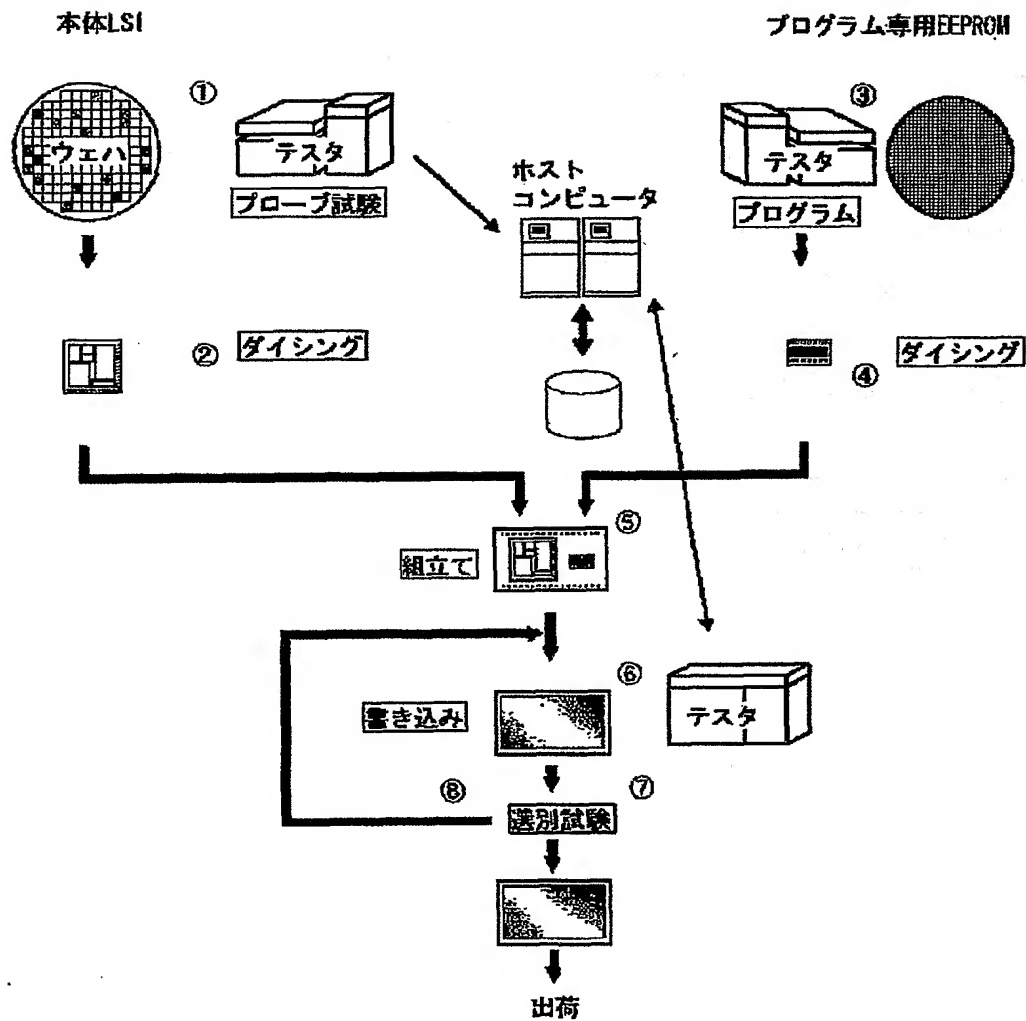 本体LSI
プログラム専用EEPROM
①
③
ウェハ
テスタ
テスタ
プローブ試験
ホスト
コンピュータ
プログラム
②
ダイシング
ダイシング
④
⑤
組立て
⑥
書き込み
テスタ
⑧
⑦
選別試験
出荷